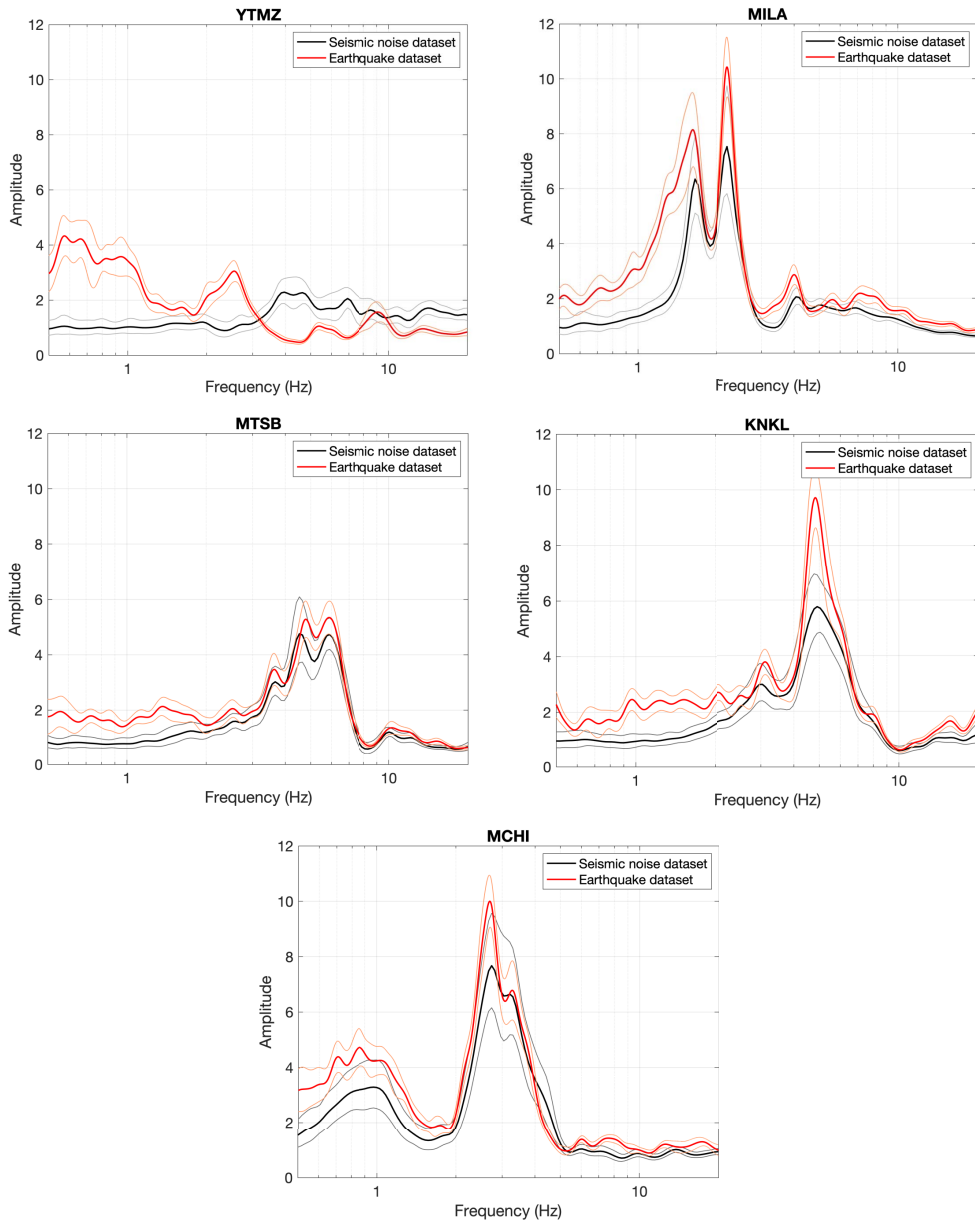 YTMZ
Seismic noise dataset
Earthquake dataset
12
10
8
6
4
2
0
Amplitude
1
10
Frequency (Hz)
MILA
Seismic noise dataset
Earthquake dataset
12
10
8
6
4
2
0
Amplitude
1
10
Frequency (Hz)
MTSB
Seismic noise dataset
Earthquake dataset
12
10
8
6
4
2
0
Amplitude
1
10
Frequency (Hz)
KNKL
Seismic noise dataset
Earthquake dataset
12
10
8
6
4
2
0
Amplitude
1
10
Frequency (Hz)
MCHI
Seismic noise dataset
Earthquake dataset
12
10
8
6
4
2
0
Amplitude
1
10
Frequency (Hz)